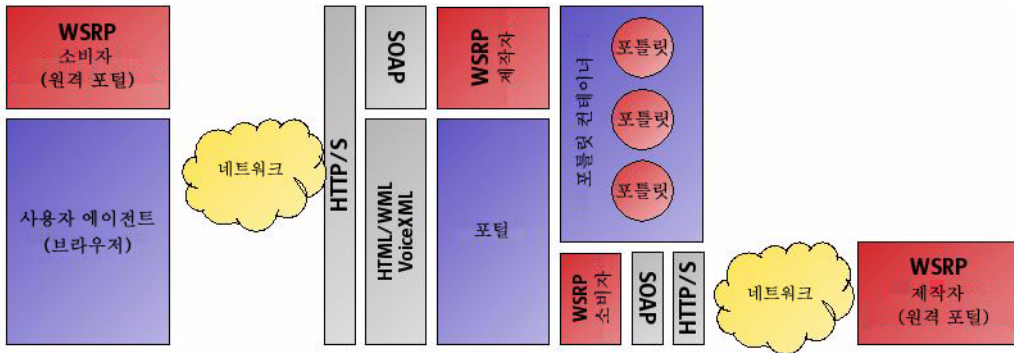 WSRP
소비자
(원격 포털)
사용자 에이전트
(브라우저)
네트워크
HTTP/S
SOAP
HTML/WML
VoiceXML
WSRP
제작자
포털
포틀릿 컨테이너
포틀릿
포틀릿
포틀릿
WSRP
소비자
SOAP
HTTP/S
네트워크
WSRP
제작자
(원격 포털)